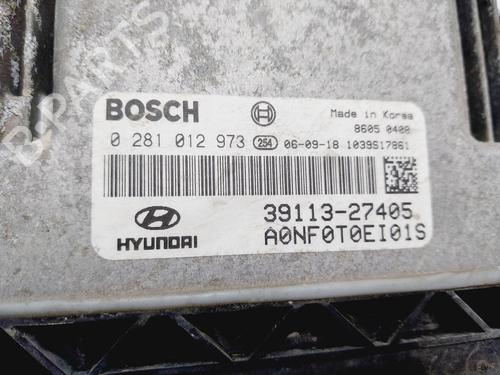 B-PARTS
BOSCH
Made in Korea
8605 0400
0 281 012 973 254 06-09-18 1039S17861
39113-27405
HYUNDAI A0NF0T0EI01S